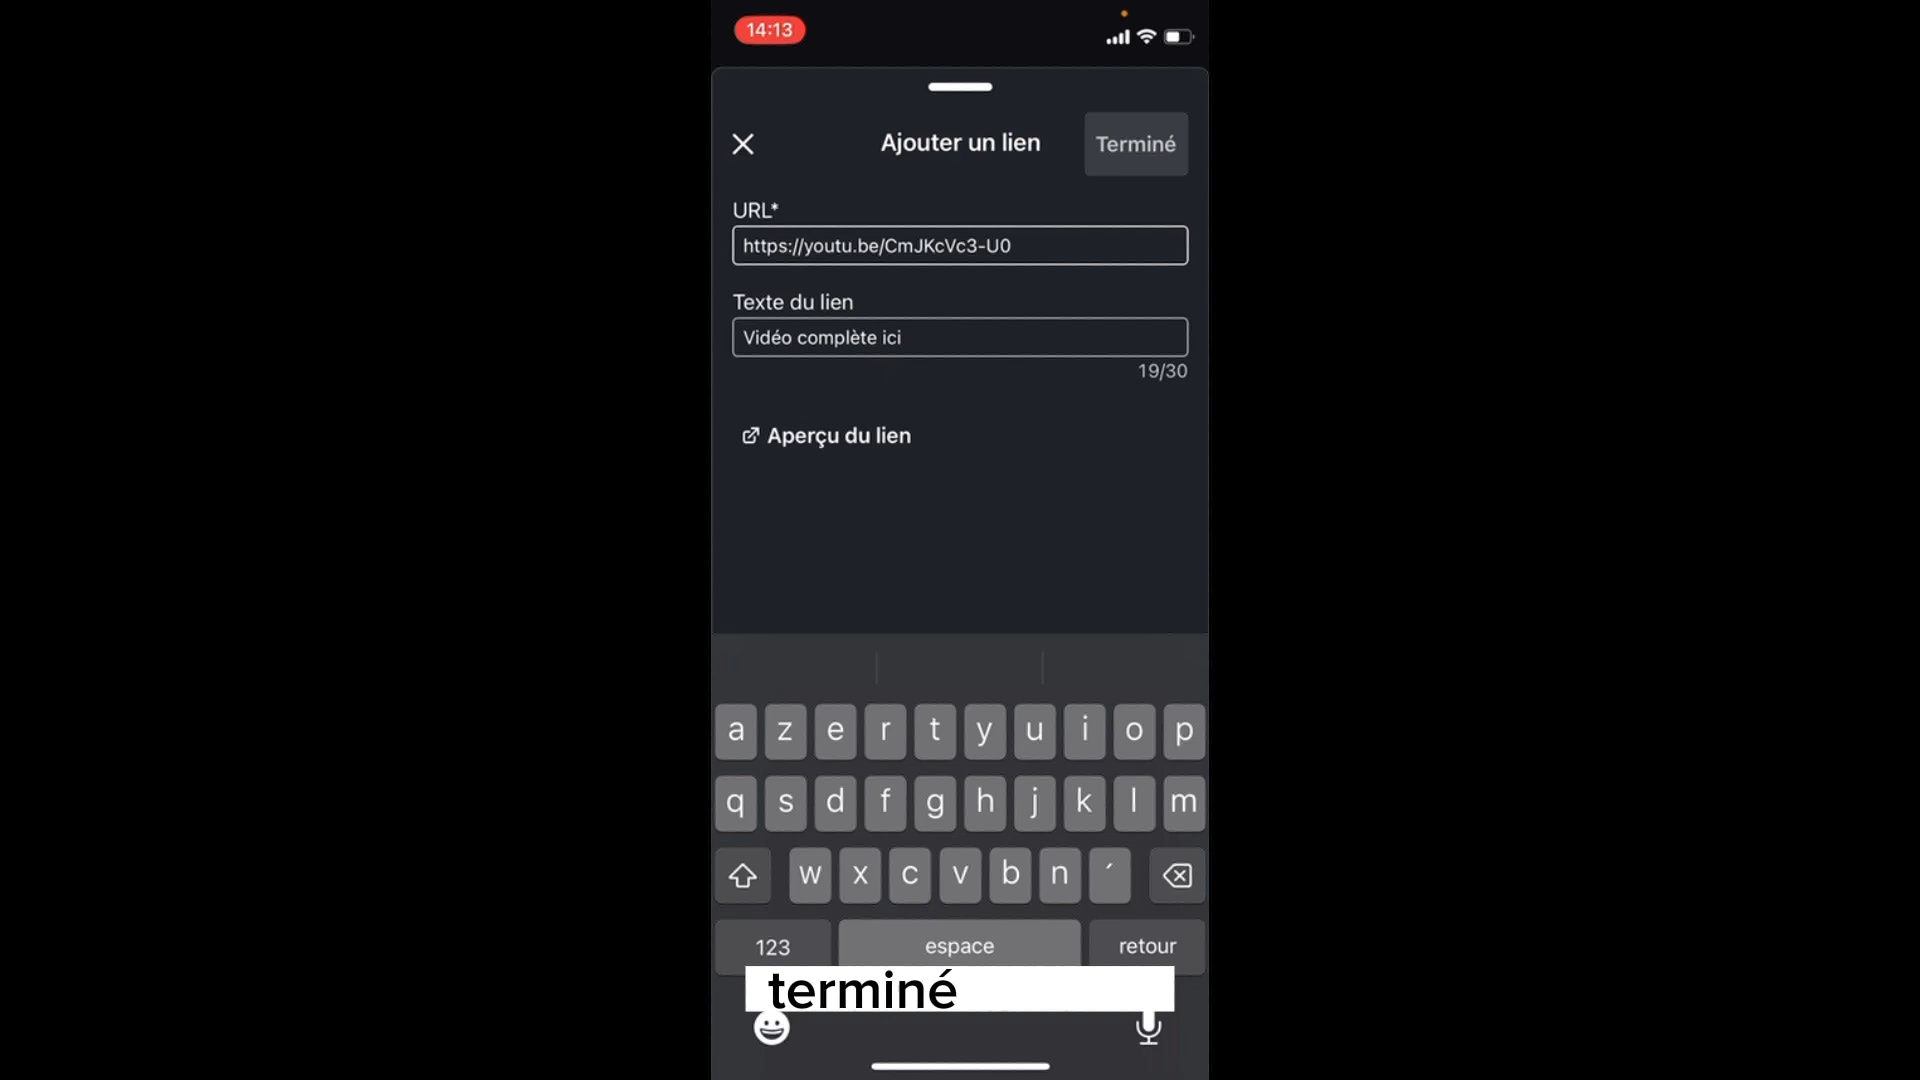 14:13
Ajouter un lien
Terminé
URL*
https://youtu.be/CmJKcVc3-U0
Texte du lien
Vidéo complète ici
19/30
Aperçu du lien
a z e r t y u i o p
q s d f g h j k l m
w x c v b n ´
123 espace retour
terminé